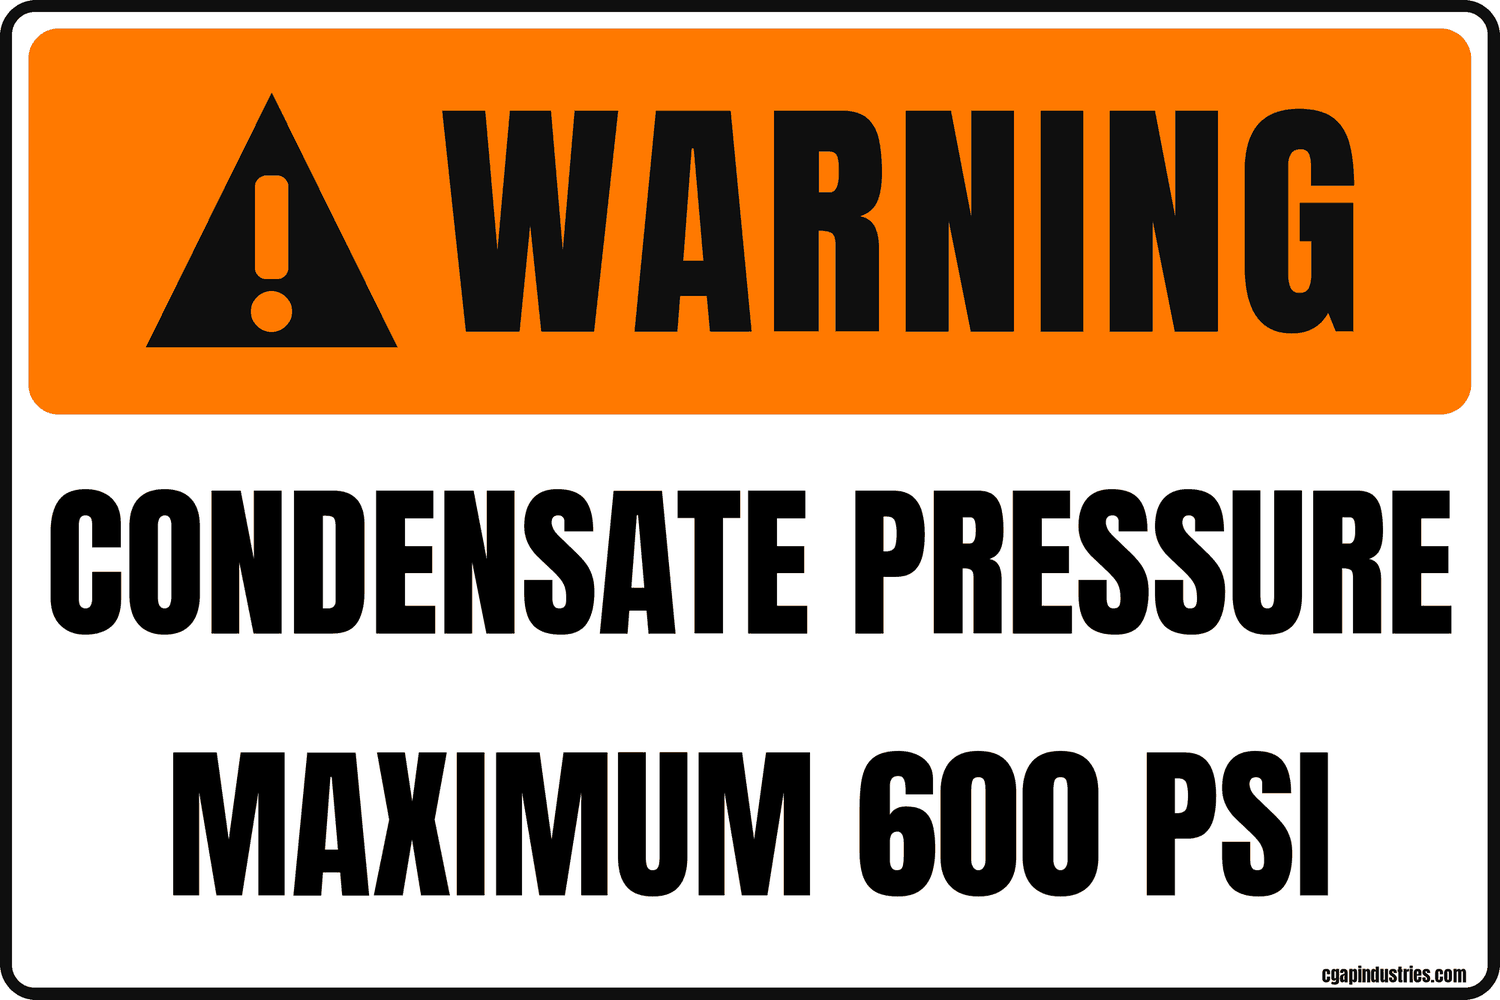 WARNING
CONDENSATE PRESSURE
MAXIMUM 600 PSI
cgapindustries.com